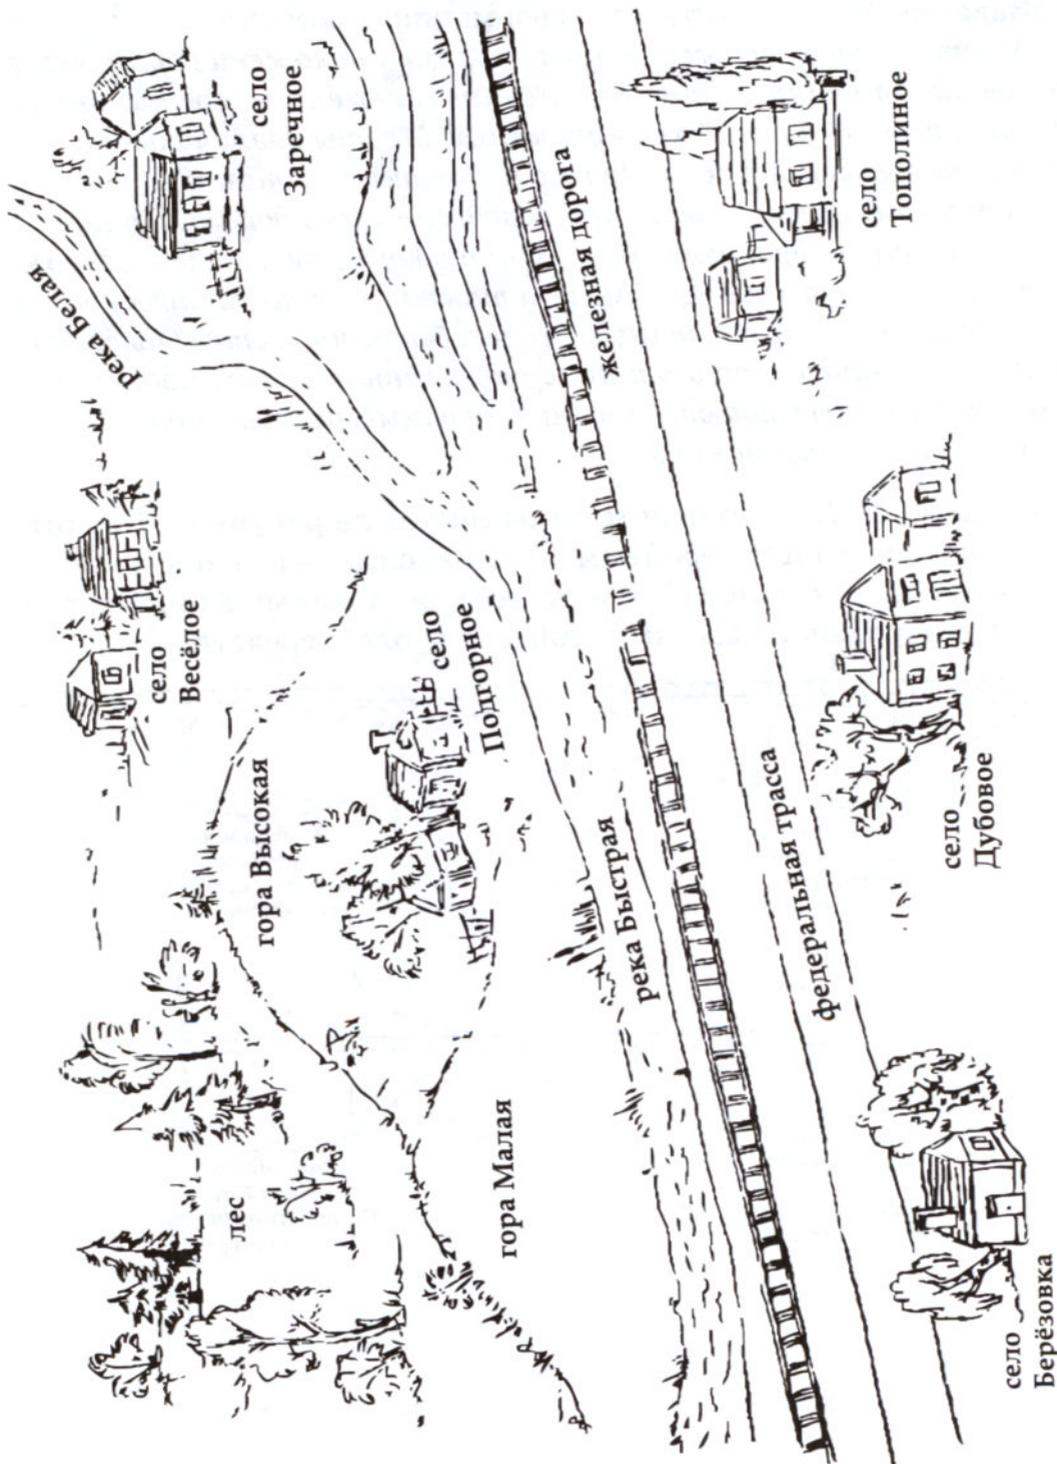 лес
гора Высокая
село
Весёлое
река Белая
село
Заречное
гора Малая
село
Подгорное
река Быстрая
железная дорога
федеральная трасса
село
Тополиное
село
Берёзовка
село
Дубовое